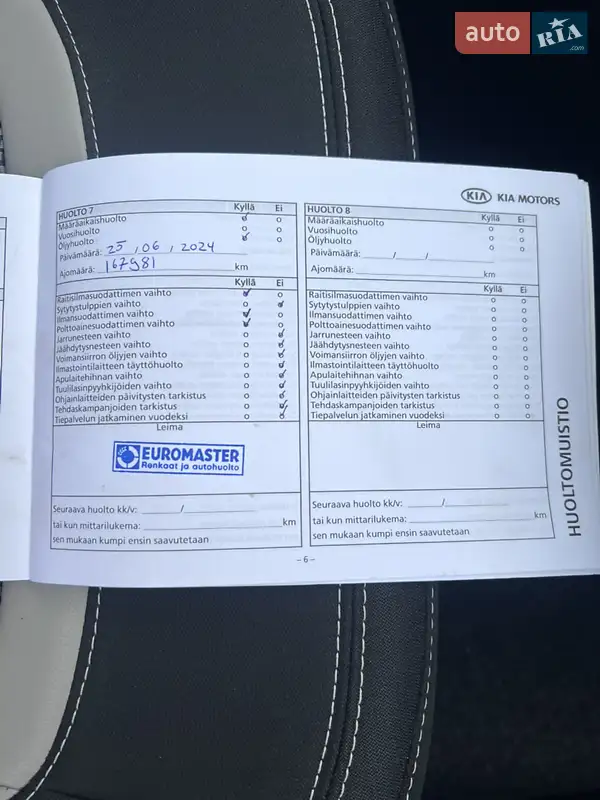 auto RIA .com
KIA KIA MOTORS
HUOLTO 7 Kyllä Ei
Määräaikaishuolto
Vuosihuolto
Öljyhuolto
Päivämäärä: 25 , 06 , 2024
Ajomäärä: 167981 km
Kyllä Ei
Raitisilmasuodattimen vaihto
Sytytystulppien vaihto
Ilmansuodattimen vaihto
Polttoainesuodattimen vaihto
Jarrunesteen vaihto
Jäähdytysnesteen vaihto
Voimansiirron öljyjen vaihto
Ilmastointilaitteen täyttöhuolto
Apulaitehihnan vaihto
Tuulilasinpyyhkijöiden vaihto
Ohjainlaitteiden päivitysten tarkistus
Tehdaskampanjoiden tarkistus
Tiepalvelun jatkaminen vuodeksi
Leima
EUROMASTER
Renkaat ja autohuolto
Seuraava huolto kk/v: /
tai kun mittarilukema: km
sen mukaan kumpi ensin saavutetaan
HUOLTO 8 Kyllä Ei
Määräaikaishuolto
Vuosihuolto
Öljyhuolto
Päivämäärä: / /
Ajomäärä: km
Kyllä Ei
Raitisilmasuodattimen vaihto
Sytytystulppien vaihto
Ilmansuodattimen vaihto
Polttoainesuodattimen vaihto
Jarrunesteen vaihto
Jäähdytysnesteen vaihto
Voimansiirron öljyjen vaihto
Ilmastointilaitteen täyttöhuolto
Apulaitehihnan vaihto
Tuulilasinpyyhkijöiden vaihto
Ohjainlaitteiden päivitysten tarkistus
Tehdaskampanjoiden tarkistus
Tiepalvelun jatkaminen vuodeksi
Leima
Seuraava huolto kk/v: /
tai kun mittarilukema: km
sen mukaan kumpi ensin saavutetaan
HUOLTOMUISTIO
- 6 -